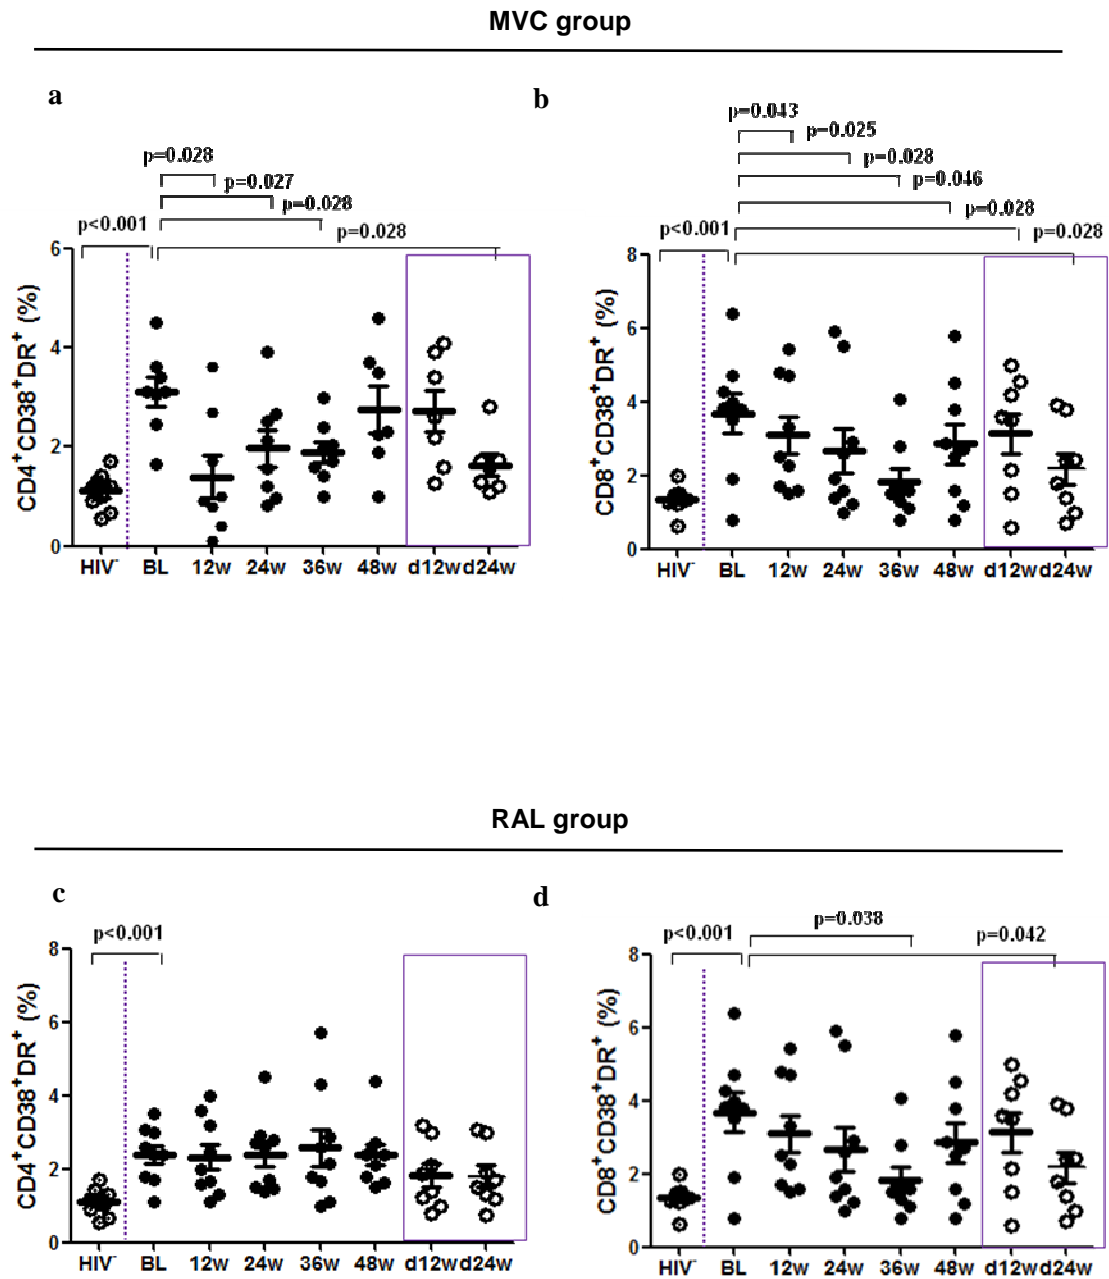 MVC group
a
b
p=0.028
p=0.027
p=0.028
p<0.001
p=0.028
CD4+CD38+DR+ (%)
6
4
2
0
HIV- BL 12w 24w 36w 48w d12w d24w
p=0.043
p=0.025
p=0.028
p=0.046
p=0.028
p<0.001
p=0.028
CD8+CD38+DR+ (%)
8
6
4
2
0
HIV- BL 12w 24w 36w 48w d12w d24w
RAL group
c
d
p<0.001
CD4+CD38+DR+ (%)
8
6
4
2
0
HIV- BL 12w 24w 36w 48w d12w d24w
p=0.038
p<0.001
p=0.042
CD8+CD38+DR+ (%)
8
6
4
2
0
HIV- BL 12w 24w 36w 48w d12w d24w